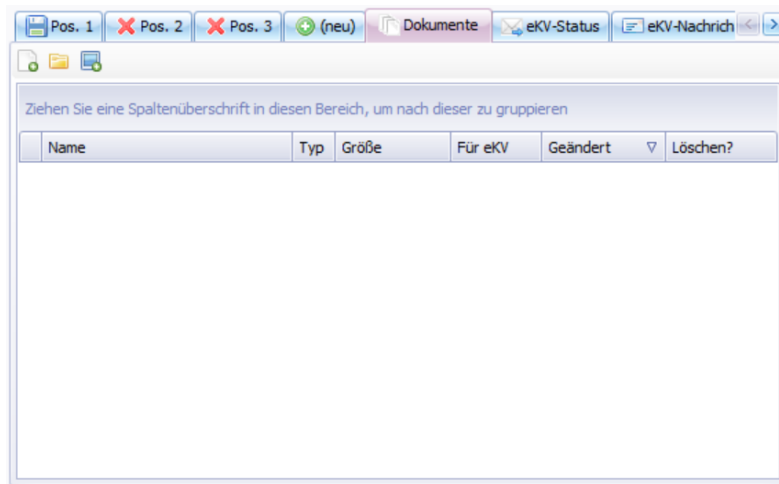 Pos. 1 Pos. 2 Pos. 3 (neu) Dokumente eKV-Status eKV-Nachrich
Ziehen Sie eine Spaltenüberschrift in diesen Bereich, um nach dieser zu gruppieren
Name Typ Größe Für eKV Geändert Löschen?